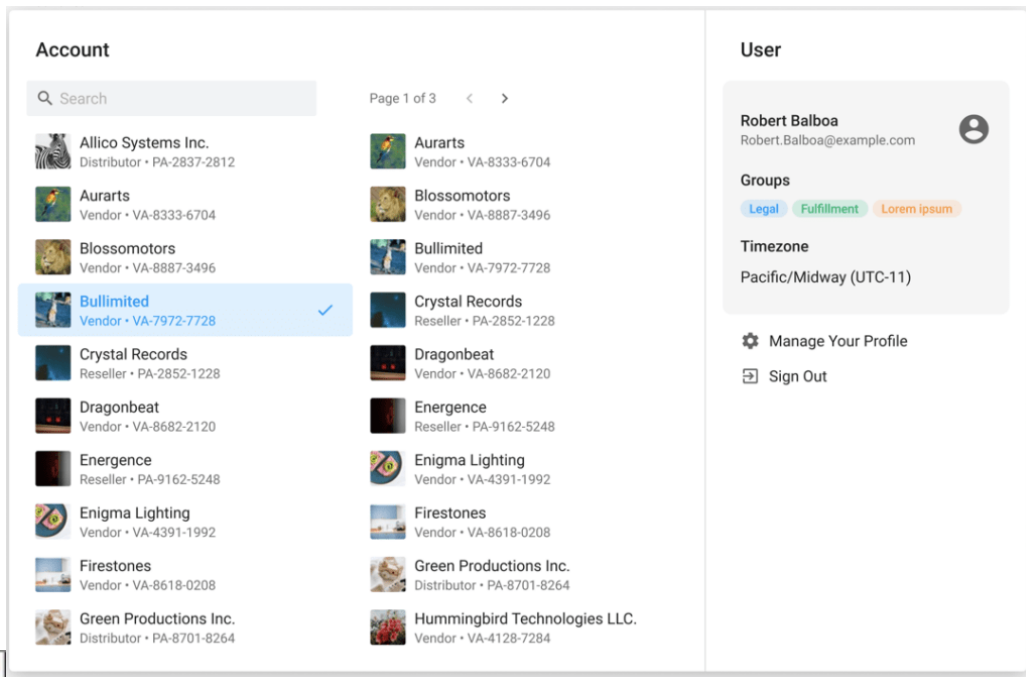 Account
Search
Page 1 of 3
Allico Systems Inc.
Distributor • PA-2837-2812
Aurarts
Vendor • VA-8333-6704
Blossomotors
Vendor • VA-8887-3496
Bullimited
Vendor • VA-7972-7728
Crystal Records
Reseller • PA-2852-1228
Dragonbeat
Vendor • VA-8682-2120
Energence
Reseller • PA-9162-5248
Enigma Lighting
Vendor • VA-4391-1992
Firestones
Vendor • VA-8618-0208
Green Productions Inc.
Distributor • PA-8701-8264
Aurarts
Vendor • VA-8333-6704
Blossomotors
Vendor • VA-8887-3496
Bullimited
Vendor • VA-7972-7728
Crystal Records
Reseller • PA-2852-1228
Dragonbeat
Vendor • VA-8682-2120
Energence
Reseller • PA-9162-5248
Enigma Lighting
Vendor • VA-4391-1992
Firestones
Vendor • VA-8618-0208
Green Productions Inc.
Distributor • PA-8701-8264
Hummingbird Technologies LLC.
Vendor • VA-4128-7284
User
Robert Balboa
Robert.Balboa@example.com
Groups
Legal Fulfillment Lorem ipsum
Timezone
Pacific/Midway (UTC-11)
Manage Your Profile
Sign Out